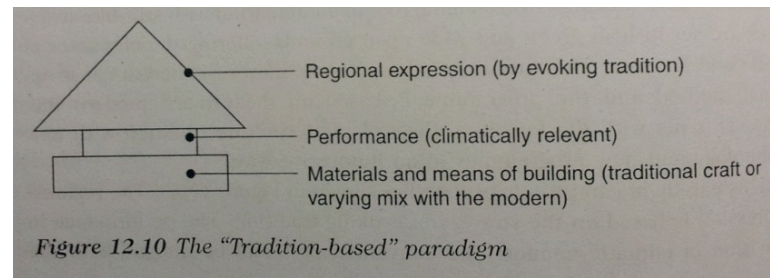 Regional expression (by evoking tradition)
Performance (climatically relevant)
Materials and means of building (traditional craft or
varying mix with the modern)
Figure 12.10 The “Tradition-based” paradigm